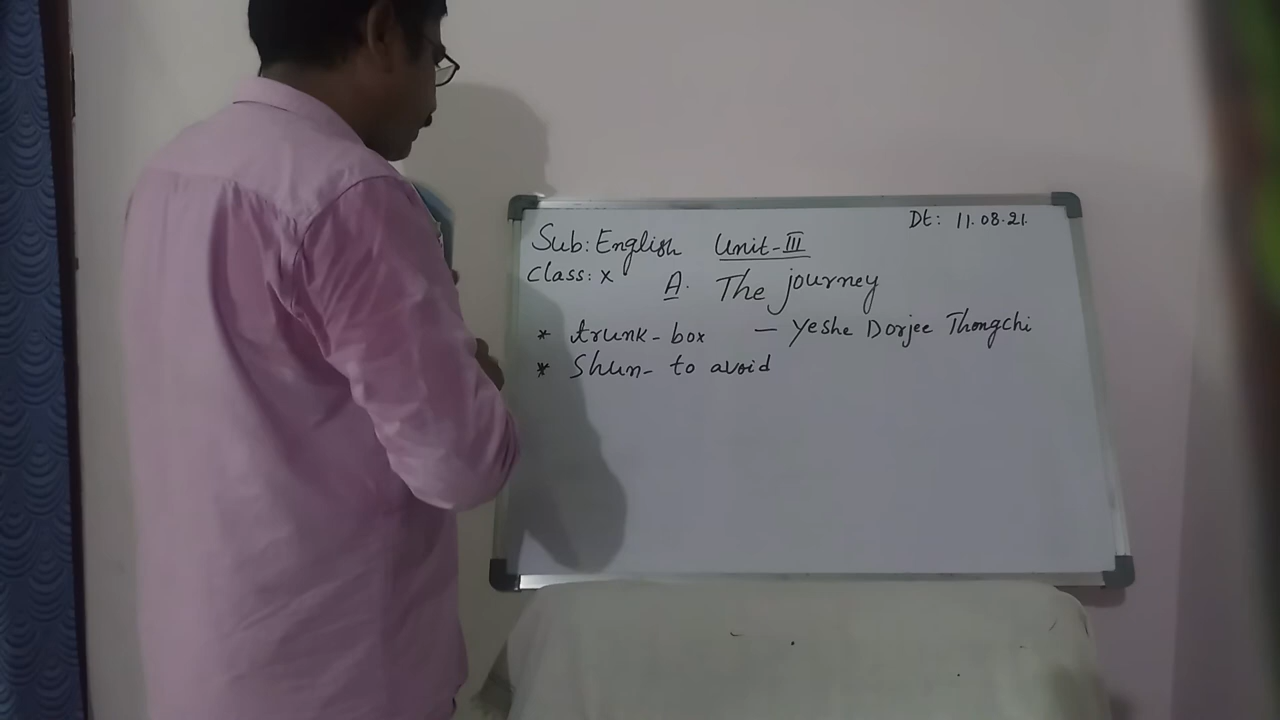 Dt: 11.08.21.
Sub: English Unit-III
Class: X
A. The journey
* trunk - box — Yeshe Dorjee Thongchi
* Shun - to avoid